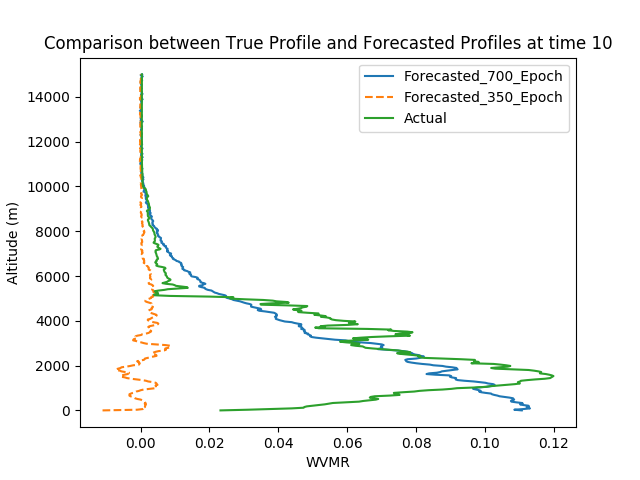 Comparison between True Profile and Forecasted Profiles at time 10
Forecasted_700_Epoch
Forecasted_350_Epoch
Actual
14000
12000
10000
8000
6000
4000
2000
0
Altitude (m)
0.00 0.02 0.04 0.06 0.08 0.10 0.12
WVMR